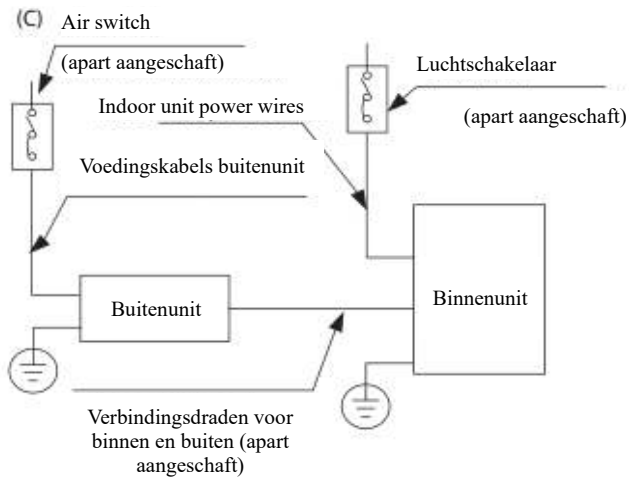 (C)
Air switch
(apart aangeschaft)
Luchtschakelaar
(apart aangeschaft)
Indoor unit power wires
Voedingskabels buitenunit
Buitenunit
Binnenunit
Verbindingsdraden voor
binnen en buiten (apart
aangeschaft)